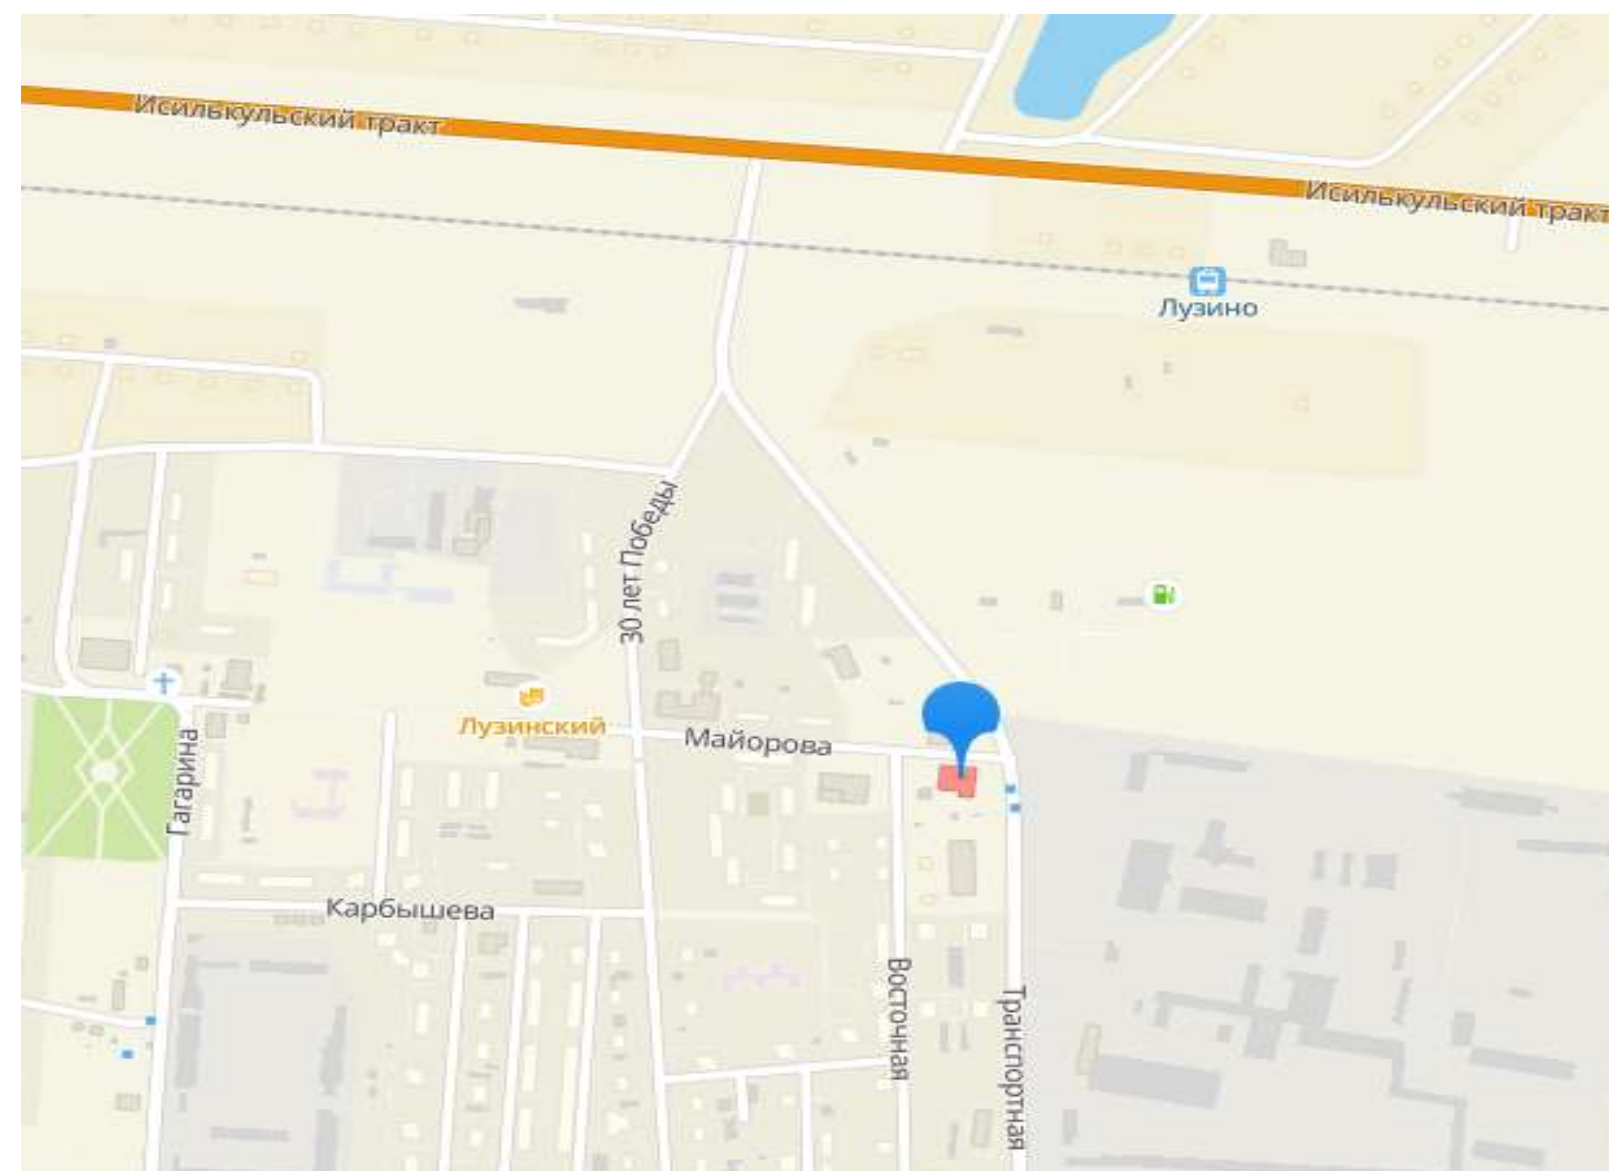 Исилькульский тракт
Исилькульский тракт
Лузино
30 лет Победы
Лузинский
Майорова
Гагарина
Карбышева
Восточная
Транспортная